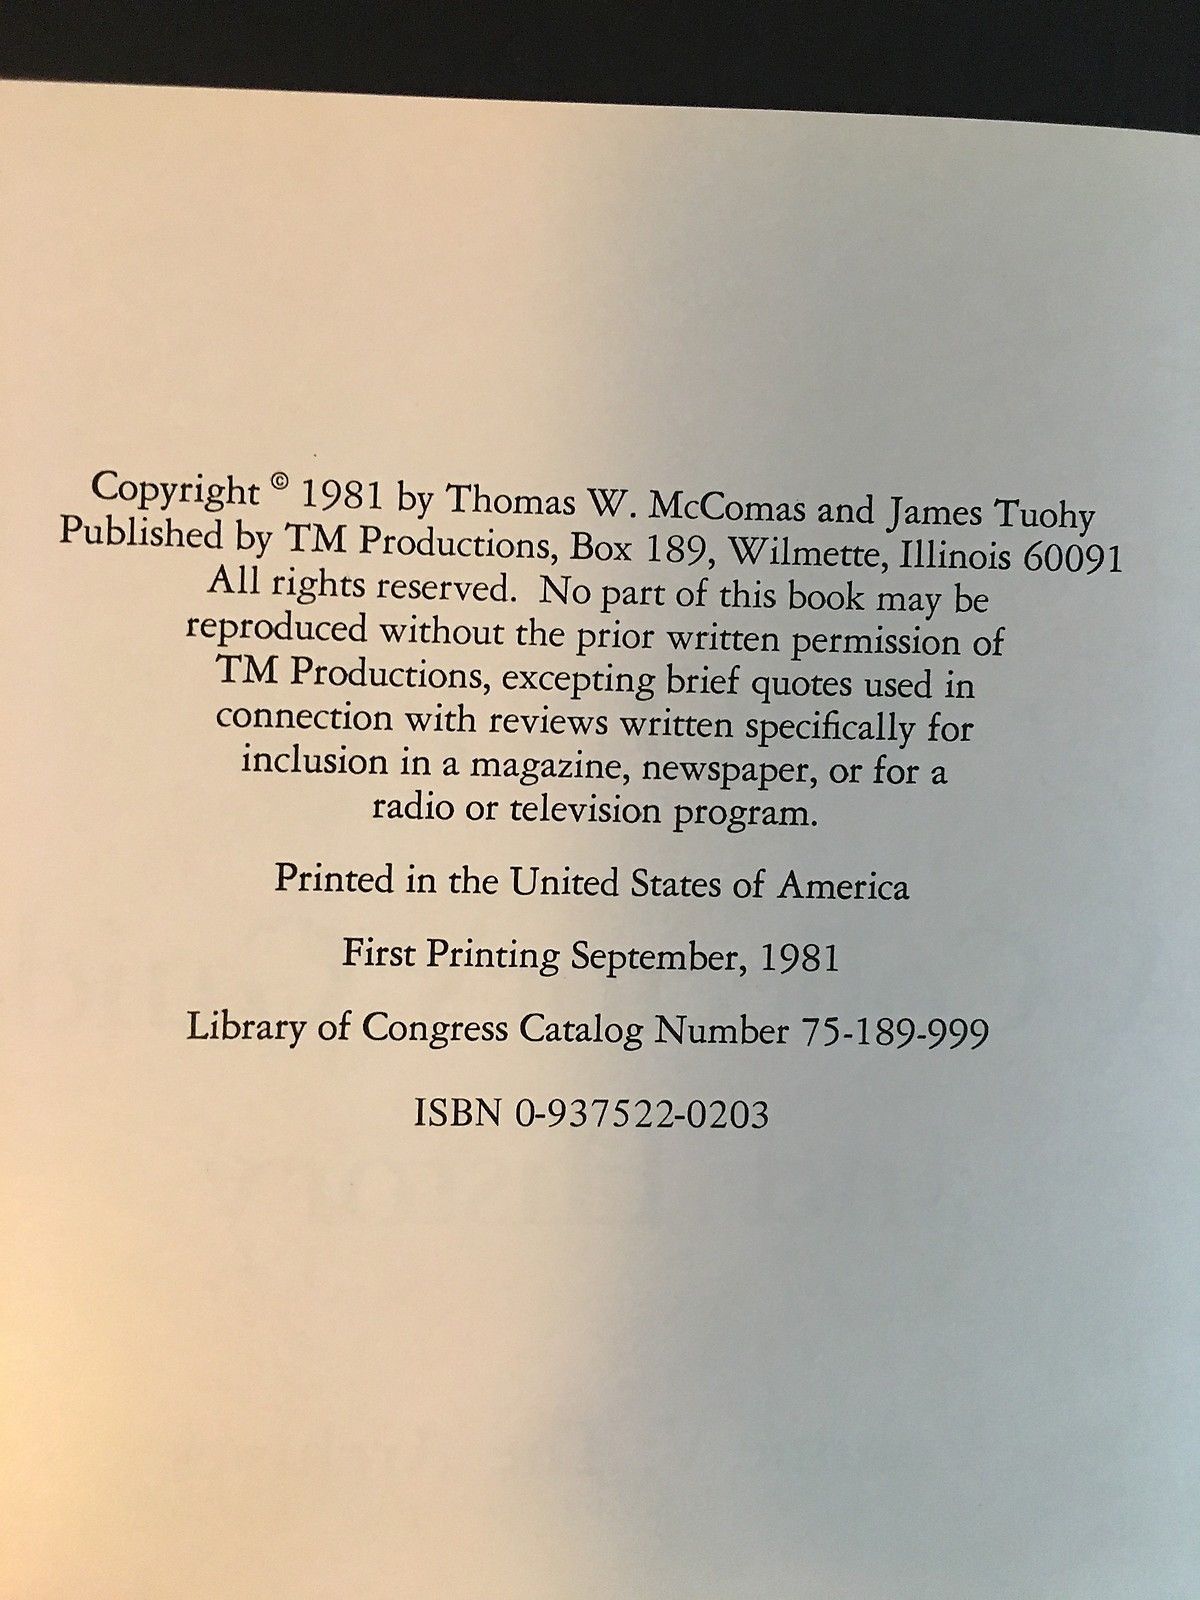 Copyright © 1981 by Thomas W. McComas and James Tuohy
Published by TM Productions, Box 189, Wilmette, Illinois 60091
All rights reserved. No part of this book may be
reproduced without the prior written permission of
TM Productions, excepting brief quotes used in
connection with reviews written specifically for
inclusion in a magazine, newspaper, or for a
radio or television program.
Printed in the United States of America
First Printing September, 1981
Library of Congress Catalog Number 75-189-999
ISBN 0-937522-0203